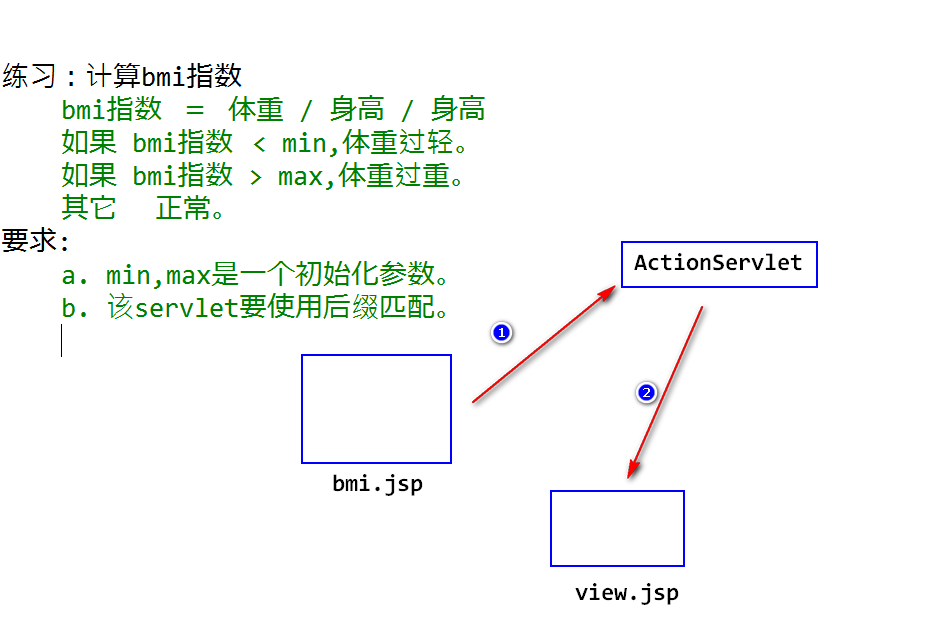 练习：计算bmi指数
bmi指数 = 体重 / 身高 / 身高
如果 bmi指数 < min,体重过轻。
如果 bmi指数 > max,体重过重。
其它 正常。
要求:
a. min,max是一个初始化参数。
b. 该servlet要使用后缀匹配。
ActionServlet
1
2
bmi.jsp
view.jsp